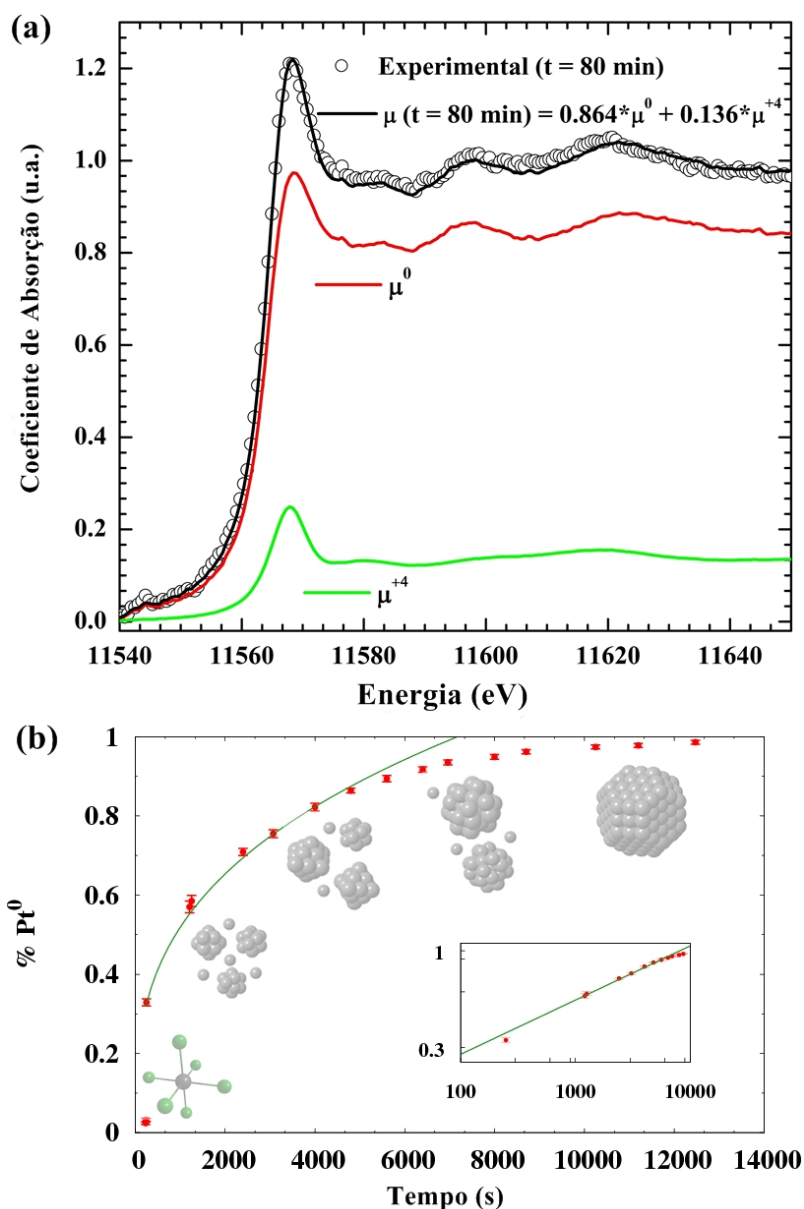 (a)
1.2
1.0
0.8
0.6
0.4
0.2
0.0
Coeficiente de Absorção (u.a.)
Experimental (t = 80 min)
μ (t = 80 min) = 0.864*μ⁰ + 0.136*μ⁺⁴
μ⁰
μ⁺⁴
11540 11560 11580 11600 11620 11640
Energia (eV)
(b)
1
0.8
0.6
0.4
0.2
0
% Pt⁰
1
0.3
100 1000 10000
0 2000 4000 6000 8000 10000 12000 14000
Tempo (s)